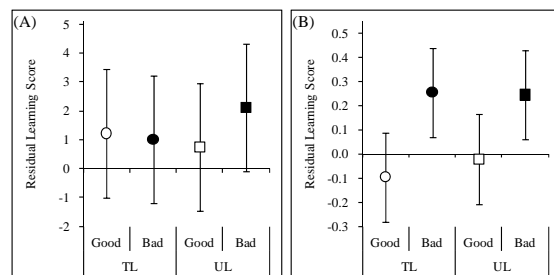 (A)
Residual Learning Score
5
4
3
2
1
0
-1
-2
Good Bad Good Bad
TL UL
(B)
Residual Learning Score
0.5
0.4
0.3
0.2
0.1
0.0
-0.1
-0.2
-0.3
Good Bad Good Bad
TL UL